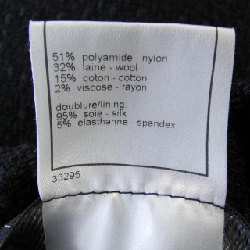 51% polyamide - nylon
32% laine - wool
15% coton - cotton
2% viscose - rayon
doublure/lining:
95% soie - silk
5% elasthanne spandex
33295